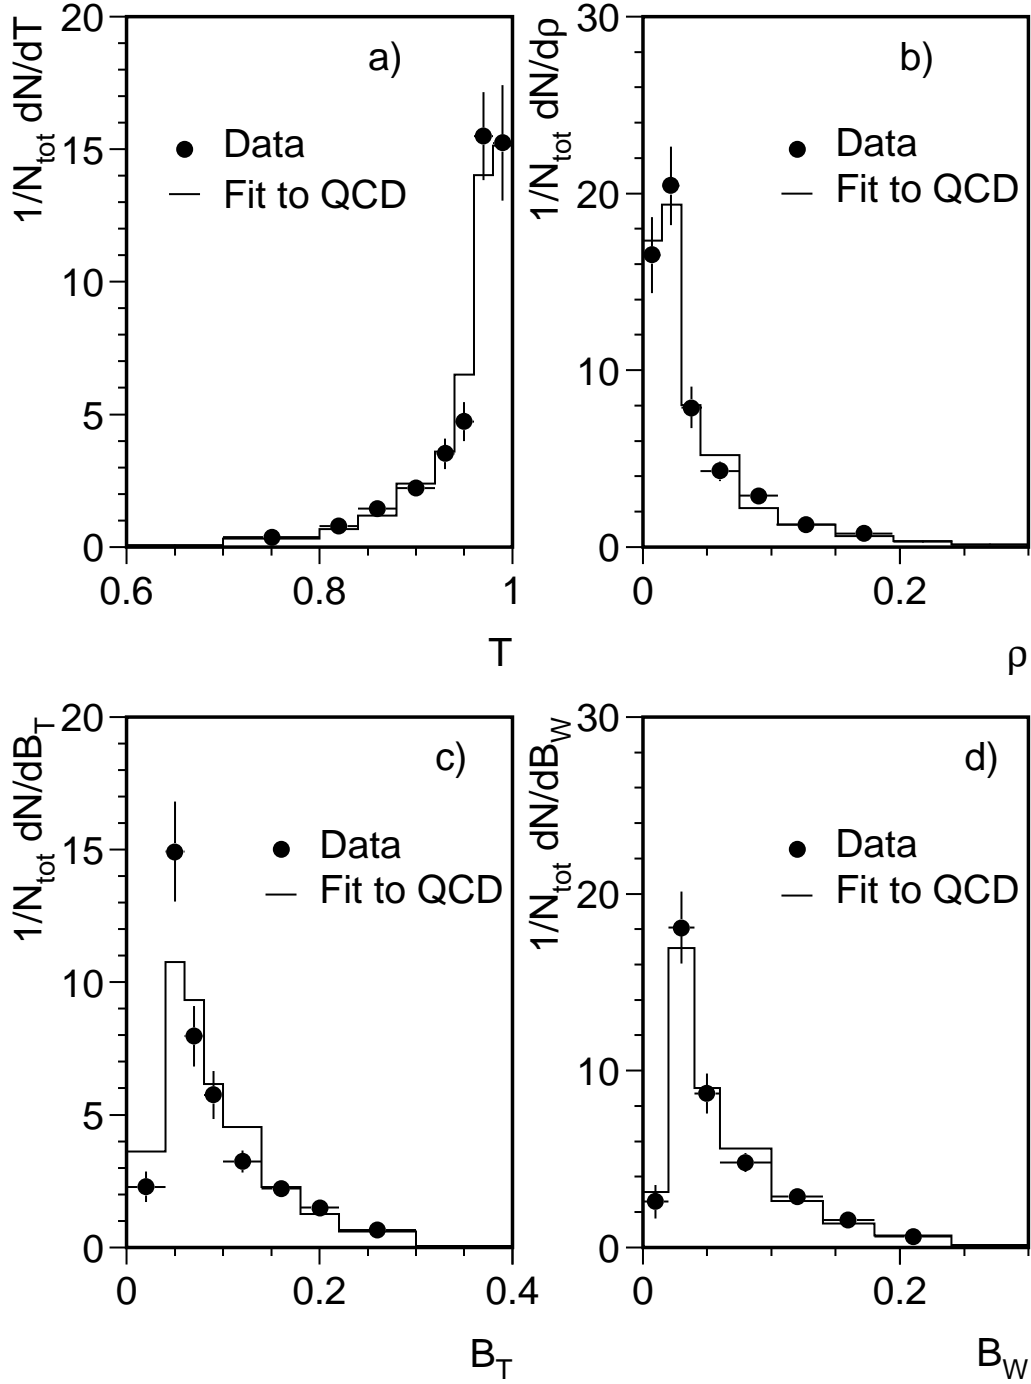 1/N_tot dN/dT
20
15
10
5
0
a)
Data
Fit to QCD
0.6 0.8 1
T
1/N_tot dN/dρ
30
20
10
0
b)
Data
Fit to QCD
0 0.2
ρ
1/N_tot dN/dB_T
20
15
10
5
0
c)
Data
Fit to QCD
0 0.2 0.4
B_T
1/N_tot dN/dB_W
30
20
10
0
d)
Data
Fit to QCD
0 0.2
B_W